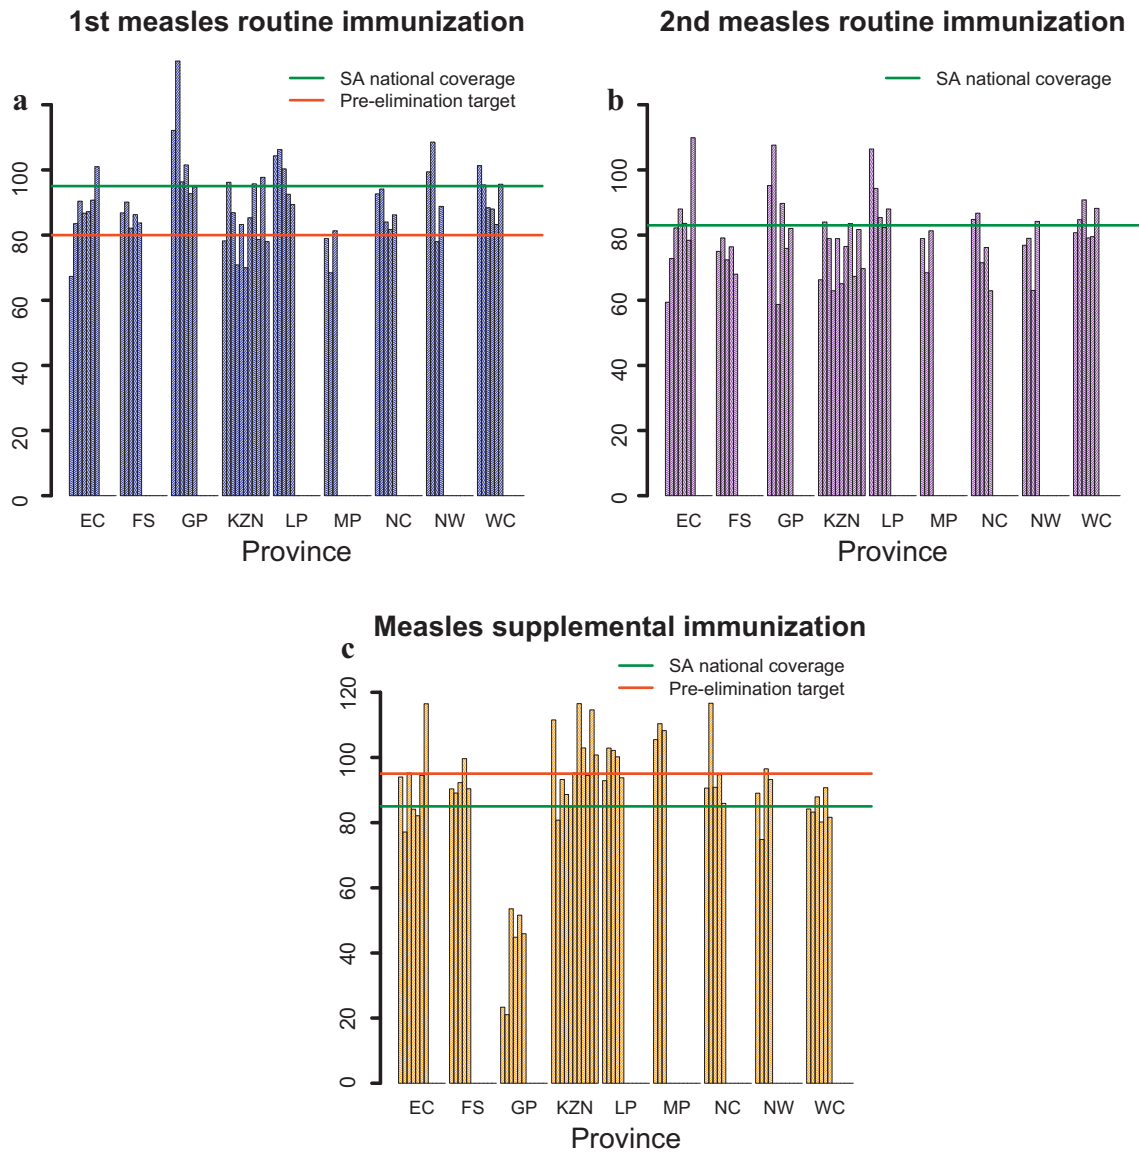 1st measles routine immunization
a
SA national coverage
Pre-elimination target
0 20 40 60 80 100
EC FS GP KZN LP MP NC NW WC
Province
2nd measles routine immunization
b
SA national coverage
0 20 40 60 80 100
EC FS GP KZN LP MP NC NW WC
Province
Measles supplemental immunization
c
SA national coverage
Pre-elimination target
0 20 40 60 80 100 120
EC FS GP KZN LP MP NC NW WC
Province